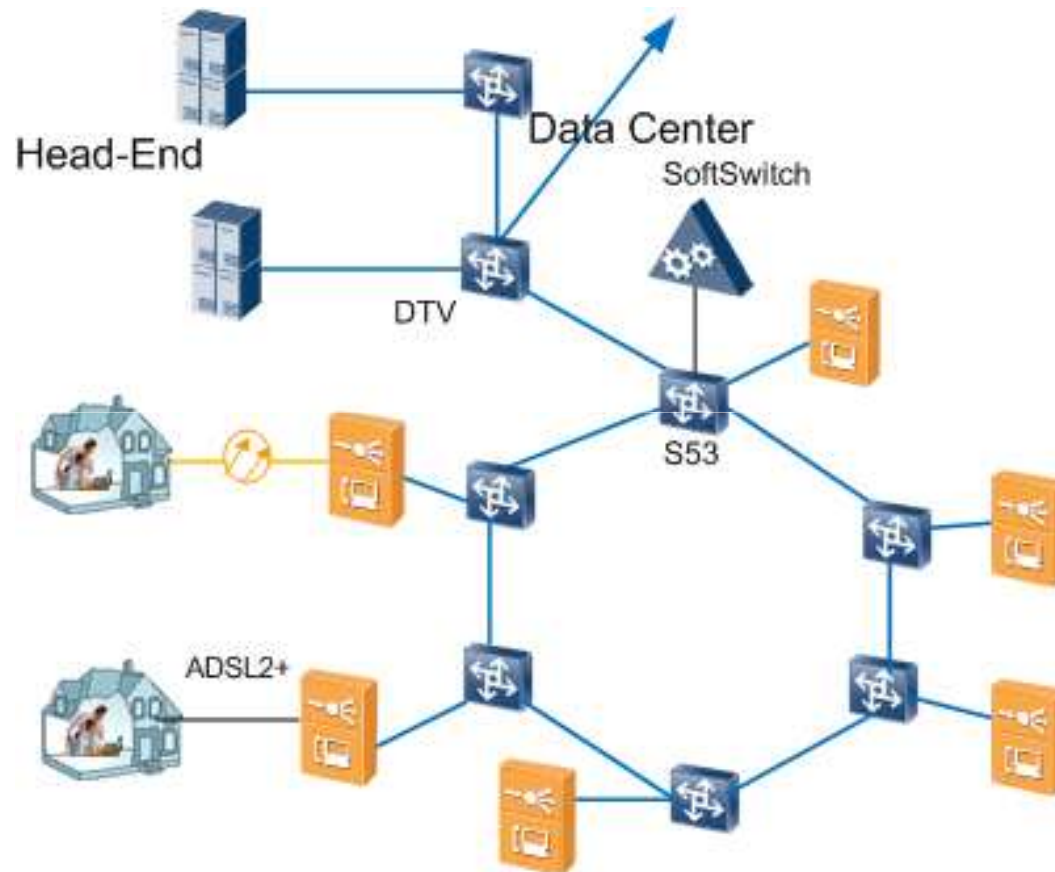 Data Center
Head-End
SoftSwitch
DTV
S53
ADSL2+